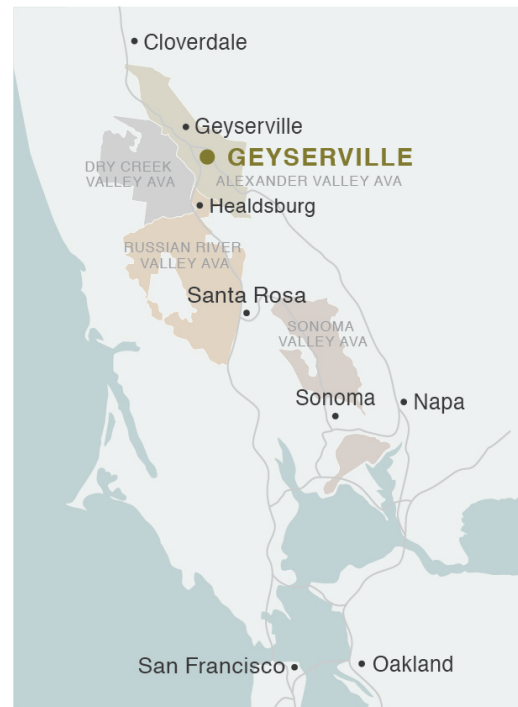 Cloverdale
Geyserville
GEYSERVILLE
DRY CREEK
VALLEY AVA
ALEXANDER VALLEY AVA
Healdsburg
RUSSIAN RIVER
VALLEY AVA
Santa Rosa
SONOMA
VALLEY AVA
Sonoma
Napa
San Francisco
Oakland